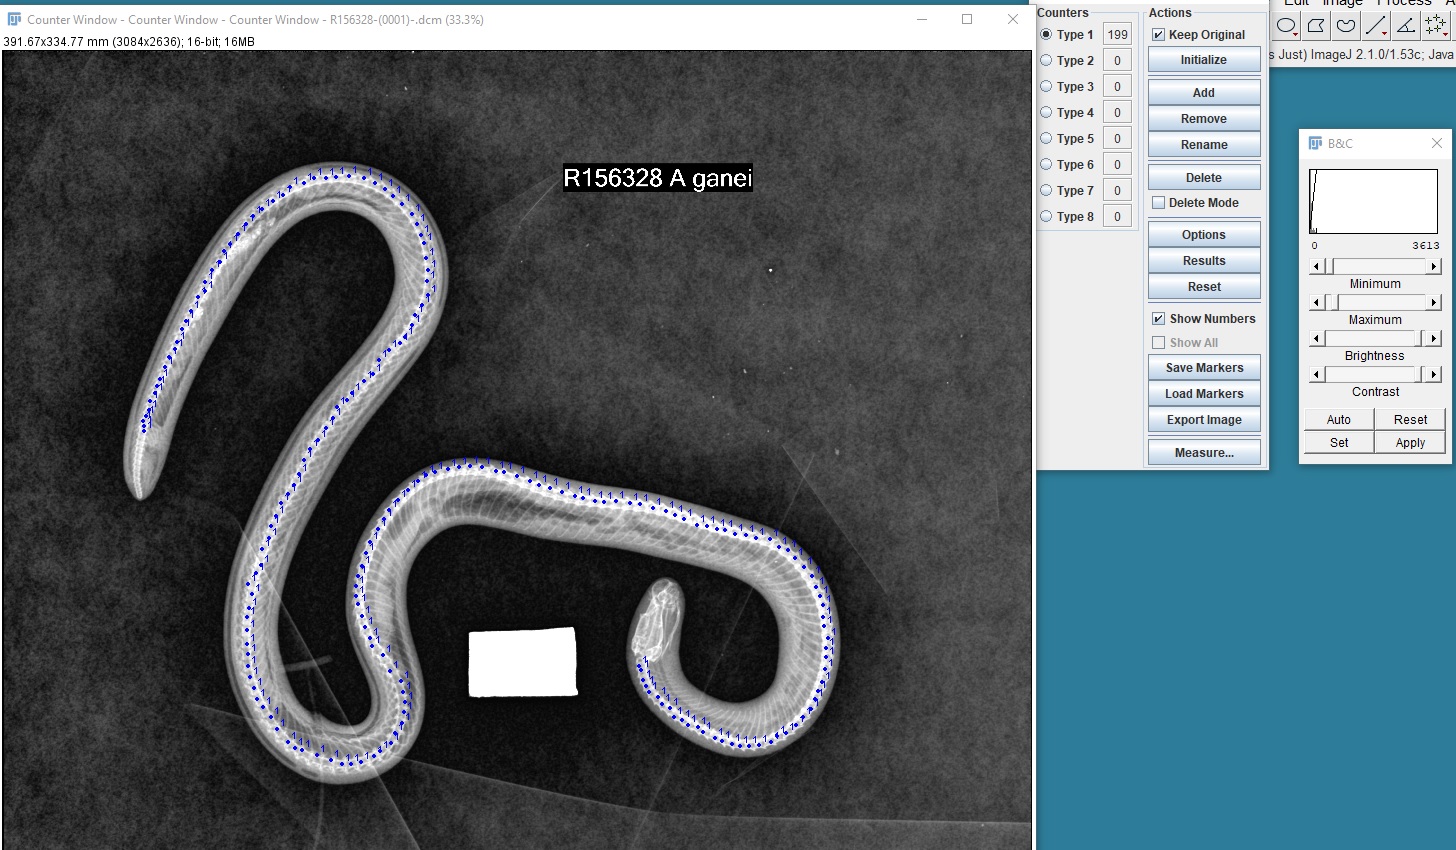 Counter Window - Counter Window - Counter Window - R156328-(0001)-.dcm (33.3%)
391.67x334.77 mm (3084x2636); 16-bit; 16MB
R156328 A ganei
Counters
Type 1 199
Type 2 0
Type 3 0
Type 4 0
Type 5 0
Type 6 0
Type 7 0
Type 8 0
Actions
Keep Original
Initialize
Add
Remove
Rename
Delete
Delete Mode
Options
Results
Reset
Show Numbers
Show All
Save Markers
Load Markers
Export Image
Measure...
Edit Image Process A
s Just) ImageJ 2.1.0/1.53c; Java
B&C
0 3613
Minimum
Maximum
Brightness
Contrast
Auto Reset
Set Apply